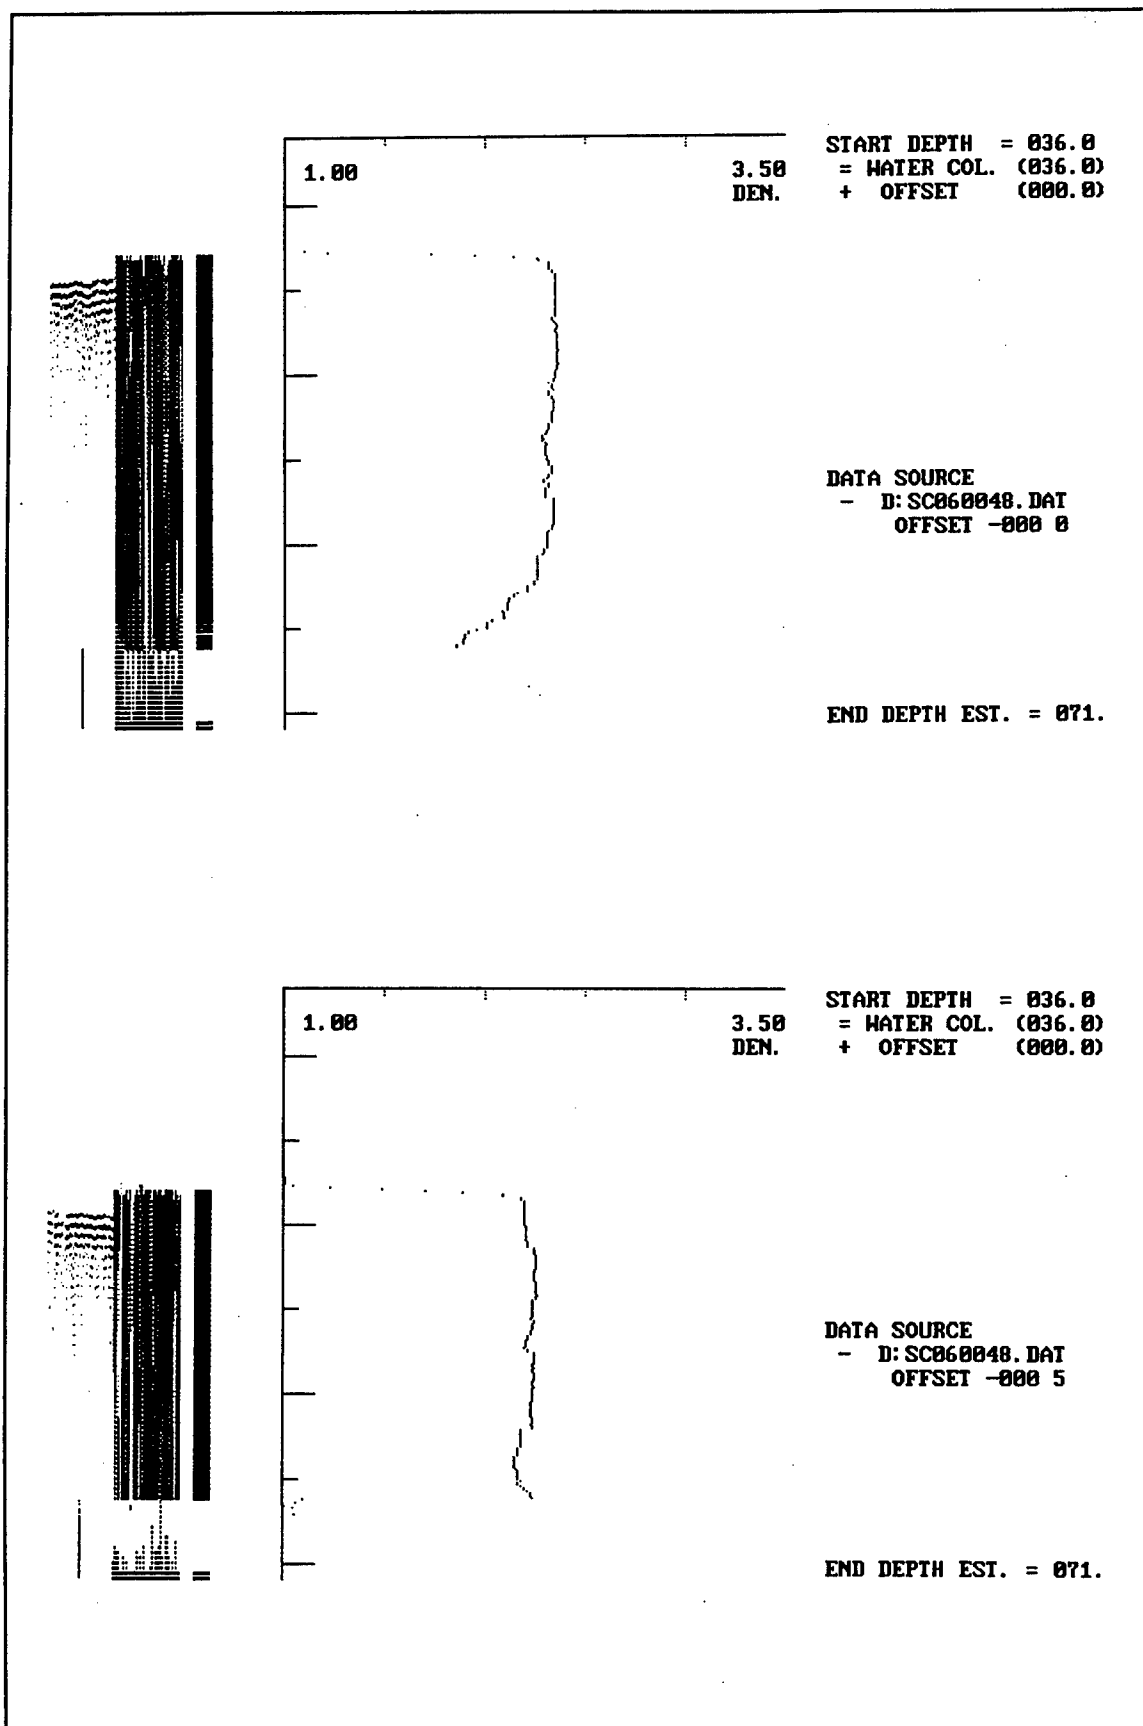 START DEPTH = 036.0
1.00 3.50 = WATER COL. (036.0)
DEN. + OFFSET (000.0)
DATA SOURCE
- D:SC060048.DAT
OFFSET -000 0
END DEPTH EST. = 071.
START DEPTH = 036.0
1.00 3.50 = WATER COL. (036.0)
DEN. + OFFSET (000.0)
DATA SOURCE
- D:SC060048.DAT
OFFSET -000 5
END DEPTH EST. = 071.